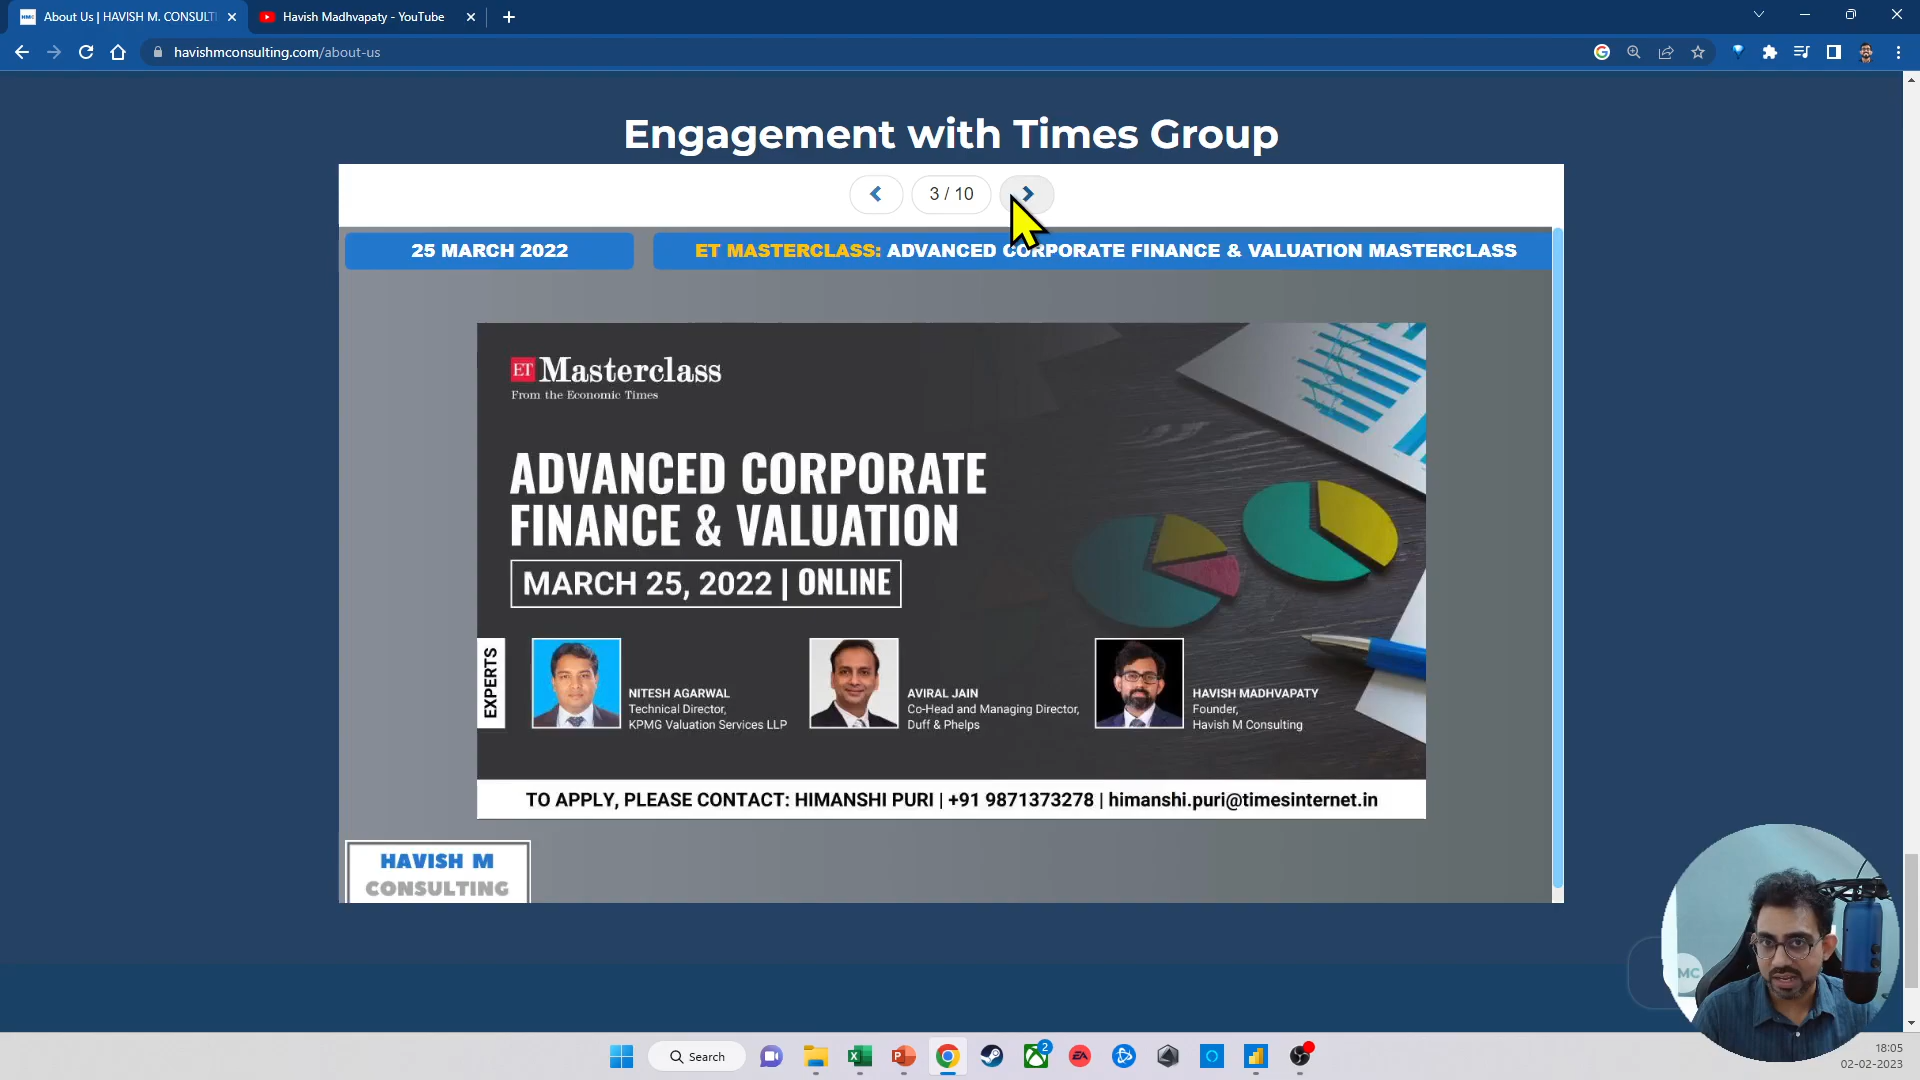 About Us | HAVISH M. CONSULTI
Havish Madhvapaty - YouTube
havishmconsulting.com/about-us
Engagement with Times Group
3 / 10
25 MARCH 2022
ET MASTERCLASS: ADVANCED CORPORATE FINANCE & VALUATION MASTERCLASS
ET Masterclass
From the Economic Times
ADVANCED CORPORATE
FINANCE & VALUATION
MARCH 25, 2022 | ONLINE
EXPERTS
NITESH AGARWAL
Technical Director,
KPMG Valuation Services LLP
AVIRAL JAIN
Co-Head and Managing Director,
Duff & Phelps
HAVISH MADHVAPATY
Founder,
Havish M Consulting
TO APPLY, PLEASE CONTACT: HIMANSHI PURI | +91 9871373278 | himanshi.puri@timesinternet.in
HAVISH M
CONSULTING
MC
Search
2
EA
18:05
02-02-2023